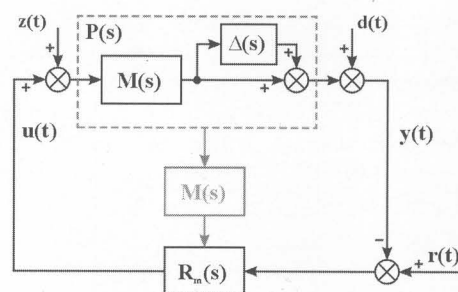 z(t)
P(s)
Δ(s)
d(t)
+
+
+
+
M(s)
+
+
u(t)
y(t)
M(s)
−
r(t)
+
R_m(s)